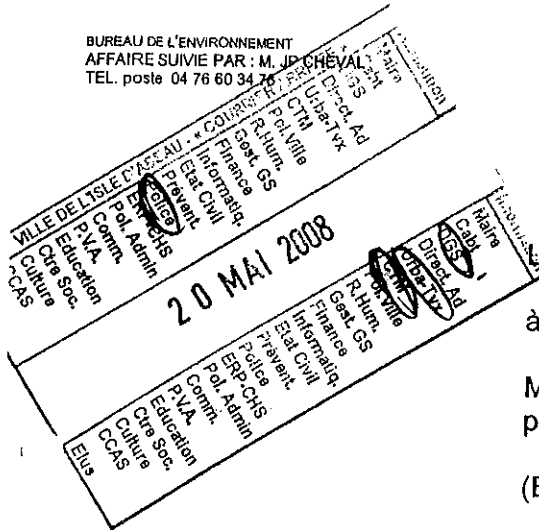 BUREAU DE L'ENVIRONNEMENT
AFFAIRE SUIVIE PAR : M. JP CHEVAL
TEL. poste 04 76 60 34 76
VILLE DE L'ISLE D'ABEAU - « COURRIER ARRIVE »
Maire
Cabt
DGS
Direct. Ad
Urba-Tvx
CTM
Pol.Ville
R.Hum.
Gest. GS
Finance
Informatiq.
Etat Civil
Prévent.
Police
ERP-CHS
Pol. Admin
Comm.
P.V.A.
Education
Ctre Soc.
Culture
CCAS
20 MAI 2008
Maire
Cabt
DGS
Direct. Ad
Urba-Tvx
CTM
Pol.Ville
R.Hum.
Gest. GS
Finance
Informatiq.
Etat Civil
Prévent.
Police
ERP-CHS
Pol. Admin
Comm.
P.V.A.
Education
Ctre Soc.
Culture
CCAS
Elus
L
à
M
p
(E